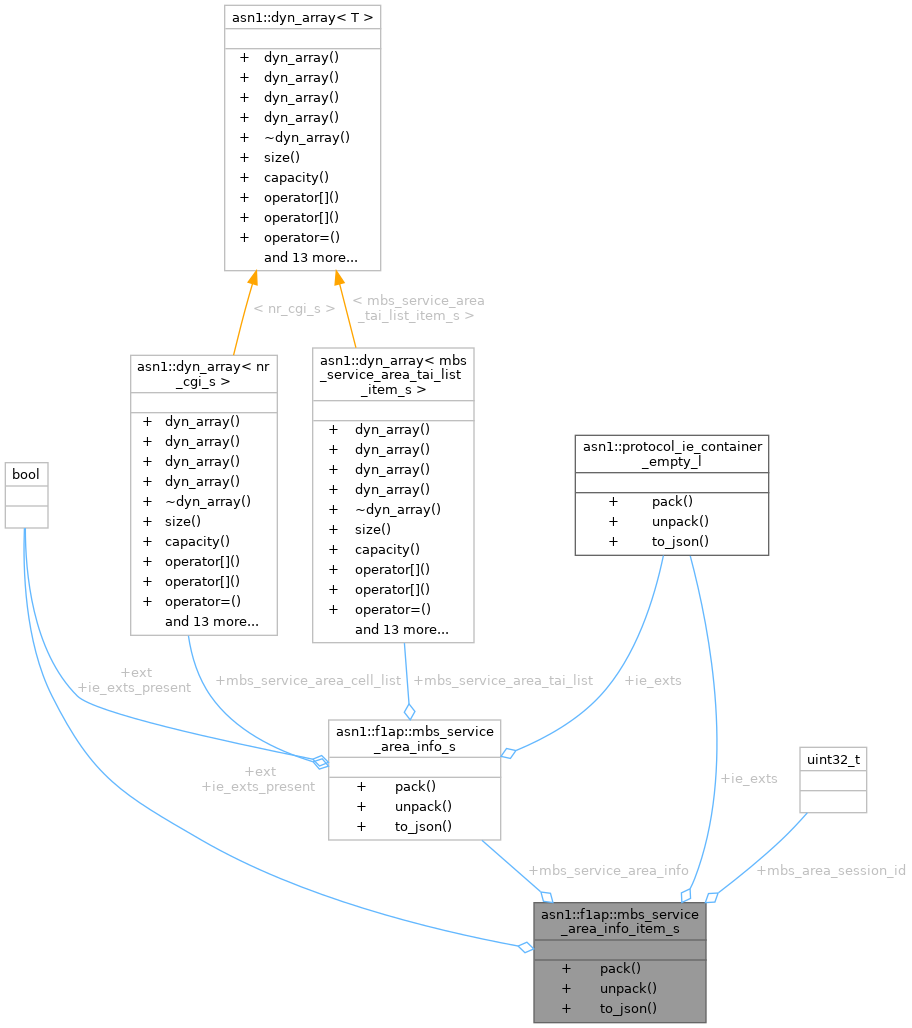 asn1::dyn_array< T >
+ dyn_array()
+ dyn_array()
+ dyn_array()
+ dyn_array()
+ ~dyn_array()
+ size()
+ capacity()
+ operator[]()
+ operator[]()
+ operator=()
and 13 more...
< nr_cgi_s >
< mbs_service_area
_tai_list_item_s >
asn1::dyn_array< nr
_cgi_s >
+ dyn_array()
+ dyn_array()
+ dyn_array()
+ dyn_array()
+ ~dyn_array()
+ size()
+ capacity()
+ operator[]()
+ operator[]()
+ operator=()
and 13 more...
asn1::dyn_array< mbs
_service_area_tai_list
_item_s >
+ dyn_array()
+ dyn_array()
+ dyn_array()
+ dyn_array()
+ ~dyn_array()
+ size()
+ capacity()
+ operator[]()
+ operator[]()
+ operator=()
and 13 more...
asn1::protocol_ie_container
_empty_l
+ pack()
+ unpack()
+ to_json()
bool
+ext
+ie_exts_present
+mbs_service_area_cell_list
+mbs_service_area_tai_list
+ie_exts
asn1::f1ap::mbs_service
_area_info_s
+ pack()
+ unpack()
+ to_json()
uint32_t
+ext
+ie_exts_present
+ie_exts
+mbs_service_area_info
+mbs_area_session_id
asn1::f1ap::mbs_service
_area_info_item_s
+ pack()
+ unpack()
+ to_json()